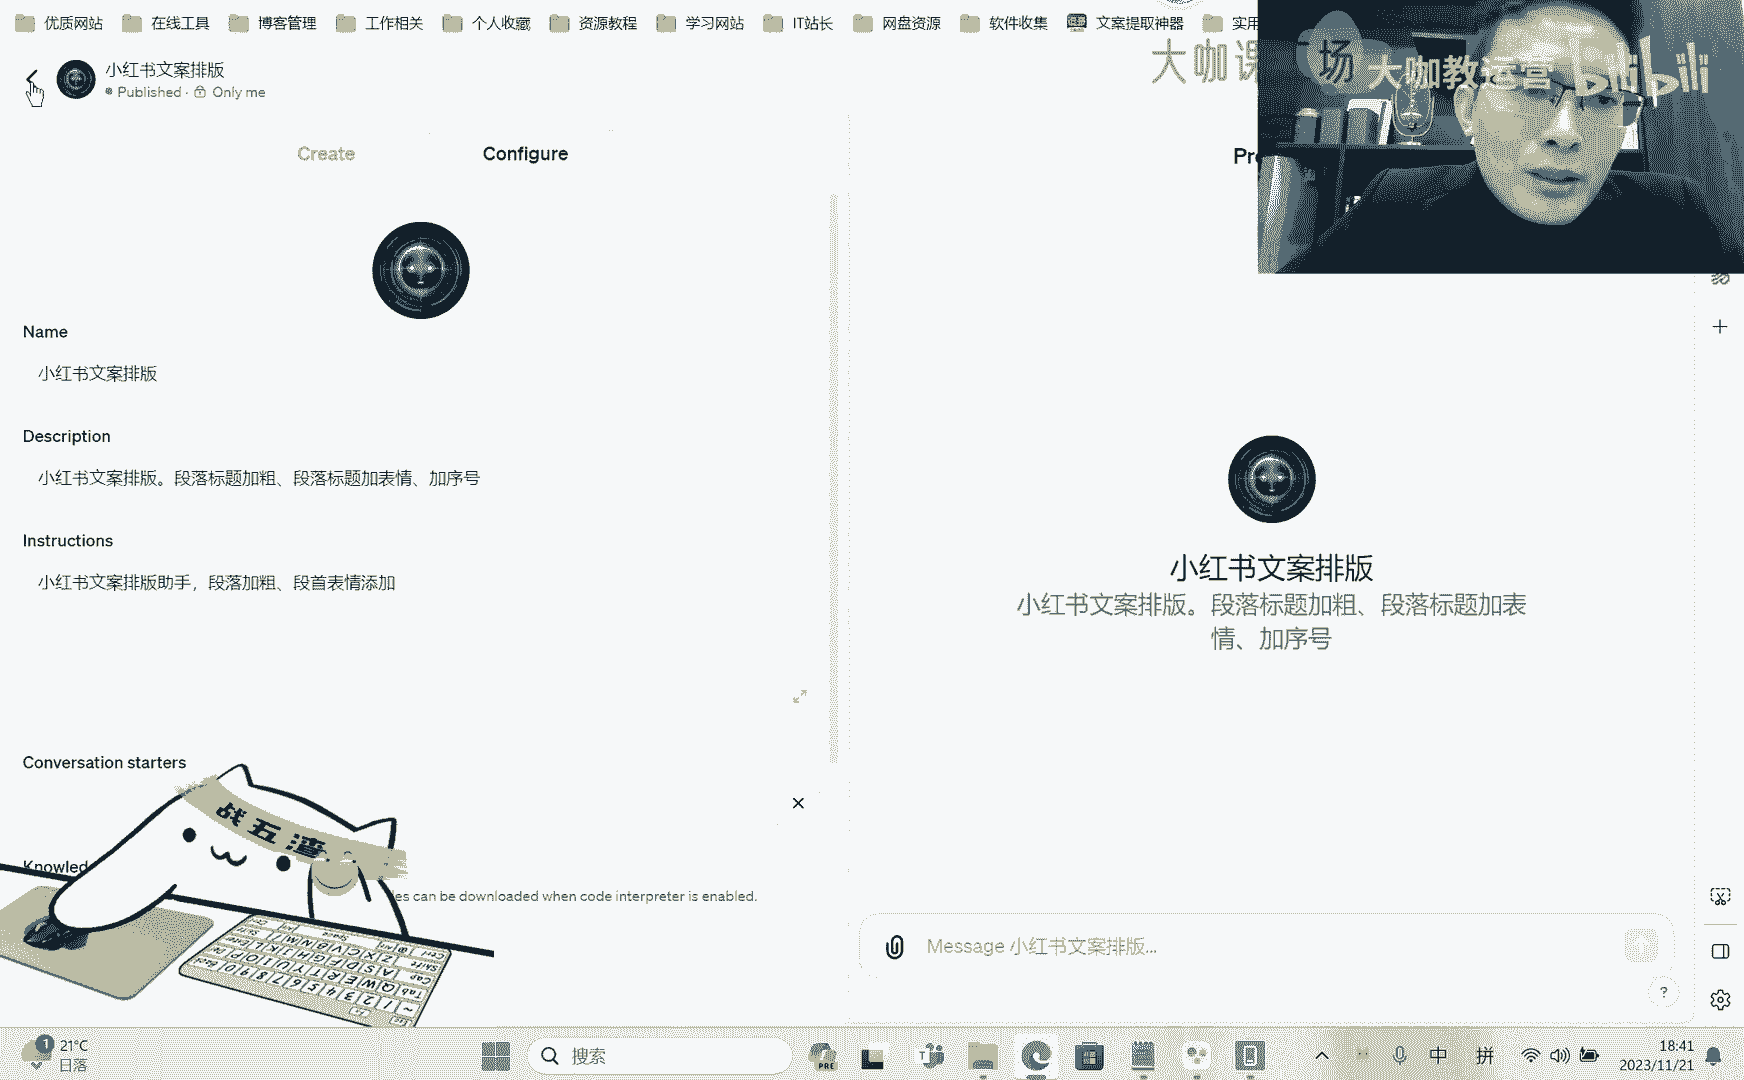 优质网站 在线工具 博客管理 工作相关 个人收藏 资源教程 学习网站 IT站长 网盘资源 软件收集 文案提取神器 实用
小红书文案排版
Published · Only me
大咖课
场
大咖教运营 bilibili
Create Configure
Name
小红书文案排版
Description
小红书文案排版。段落标题加粗、段落标题加表情、加序号
Instructions
小红书文案排版助手，段落加粗、段首表情添加
Conversation starters
战五渣
can be downloaded when code interpreter is enabled.
小红书文案排版
小红书文案排版。段落标题加粗、段落标题加表
情、加序号
Message 小红书文案排版...
?
1
21°C
日落
搜索
PRE
中 拼
18:41
2023/11/21